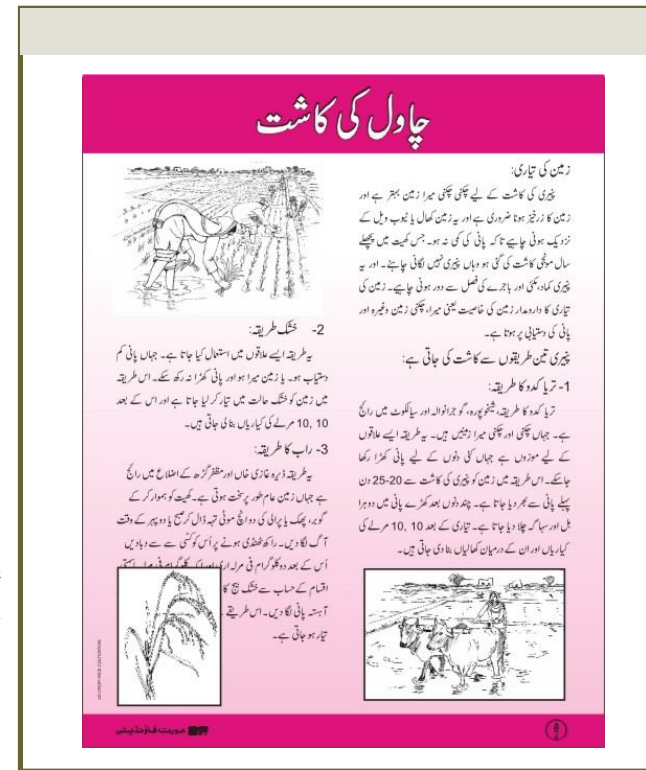 چاول کی کاشت
زمین کی تیاری:
پنیری کی کاشت کے لیے چکنی چکنی میرا زمین بہتر ہے اور
زمین کا زرخیز ہونا ضروری ہے اور یہ زمین کھال یا ٹیوب ویل کے
نزدیک ہونی چاہیے تاکہ پانی کی کمی نہ ہو۔ جس کھیت میں پچھلے
سال مونجی کاشت کی گئی ہو وہاں پنیری نہیں لگانی چاہئے۔ اور یہ
پنیری کماد، مکئی اور باجرے کی فصل سے دور ہونی چاہیے۔ زمین کی
تیاری کا دارومدار زمین کی خاصیت یعنی میرا، چکنی زمین وغیرہ اور
پانی کی دستیابی پر ہوتا ہے۔
پنیری تین طریقوں سے کاشت کی جاتی ہے:
1- تریا کدو کا طریقہ:
تریا کدو کا طریقہ، شیخوپورہ، گوجرانوالہ اور سیالکوٹ میں رائج
ہے۔ جہاں چکنی اور چکنی میرا زمینیں ہیں۔ یہ طریقہ ایسے علاقوں
کے لیے موزوں ہے جہاں کئی دنوں کے لیے پانی کھڑا رکھا
جاسکے۔ اس طریقہ میں زمین کو پنیری کی کاشت سے 20-25 دن
پہلے پانی سے بھر دیا جاتا ہے۔ چند دنوں بعد کھڑے پانی میں دوہرا
ہل اور سہاگہ چلا دیا جاتا ہے۔ تیاری کے بعد 10 ,10 مرلے کی
کیاریاں اور ان کے درمیان کھالیاں بنا دی جاتی ہیں۔
2- خشک طریقہ:
یہ طریقہ ایسے علاقوں میں استعمال کیا جاتا ہے۔ جہاں پانی کم
دستیاب ہو۔ یا زمین میرا ہو اور پانی کھڑا نہ رکھ سکے۔ اس طریقہ
میں زمین کو خشک حالت میں تیار کر لیا جاتا ہے اور اس کے بعد
10 ,10 مرلے کی کیاریاں بنا لی جاتی ہیں۔
3- راب کا طریقہ:
یہ طریقہ ڈیرہ غازی خاں اور مظفر گڑھ کے اضلاع میں رائج
ہے جہاں زمین عام طور پر سخت ہوتی ہے۔ کھیت کو ہموار کر کے
گوبر، پھک یا پرالی کی دو انچ موٹی تہہ ڈال کر صبح یا دوپہر کے وقت
آگ لگا دیں۔ راکھ ٹھنڈی ہونے پر اُس کو کَسّی سے دبا دیں
اُس کے بعد دو کلوگرام فی مرلہ
اقسام کے حساب سے خشک بیج کا
آہستہ پانی لگا دیں۔ اس طریقے
تیار ہو جاتی ہے۔
عورت فاؤنڈیشن